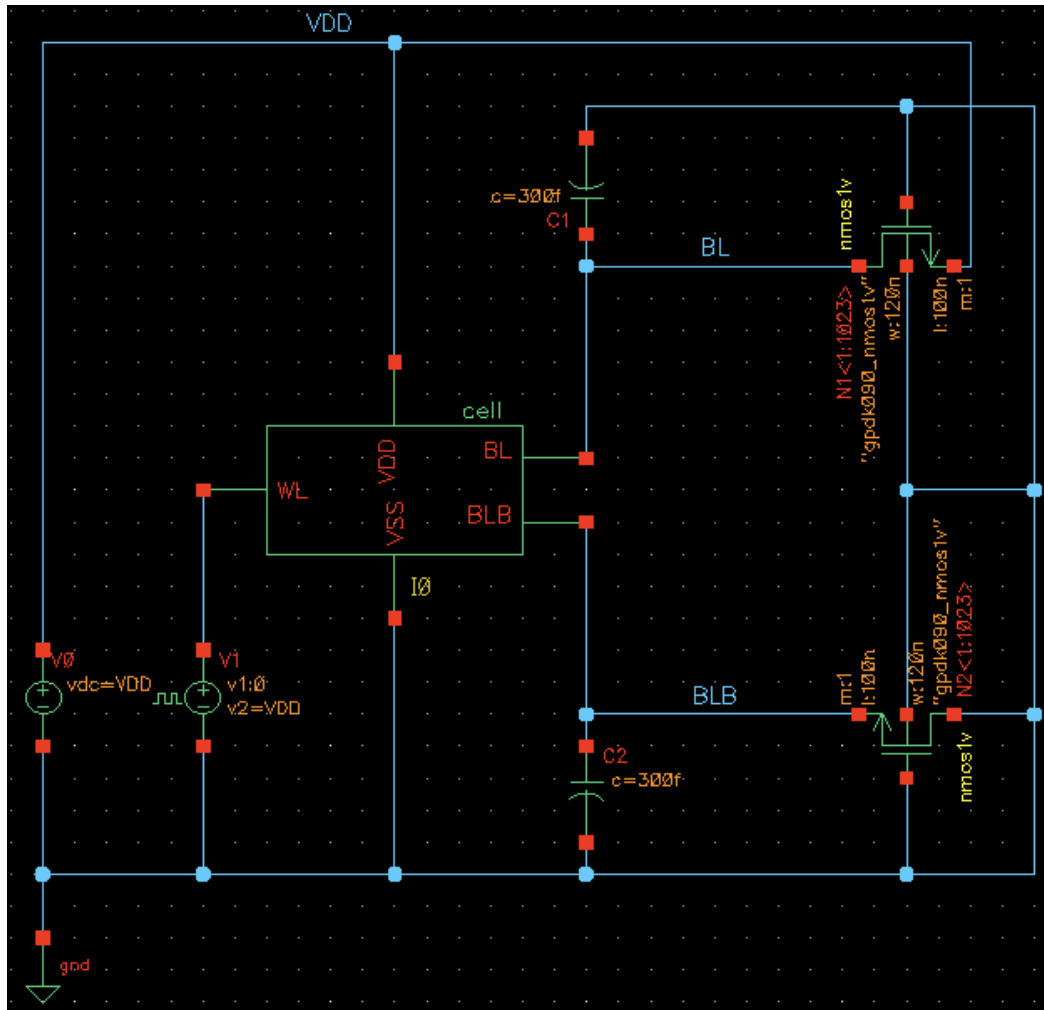 VDD
c=300f
C1
BL
nmos1v
N1<1:1023>
"gpdk090_nmos1v"
w:120n
l:100n
m:1
cell
VDD
BL
WL
VSS
BLB
I0
V0
vdc=VDD
V1
v1:0
v2=VDD
BLB
m:1
l:100n
w:120n
"gpdk090_nmos1v"
N2<1:1023>
nmos1v
C2
c=300f
gnd